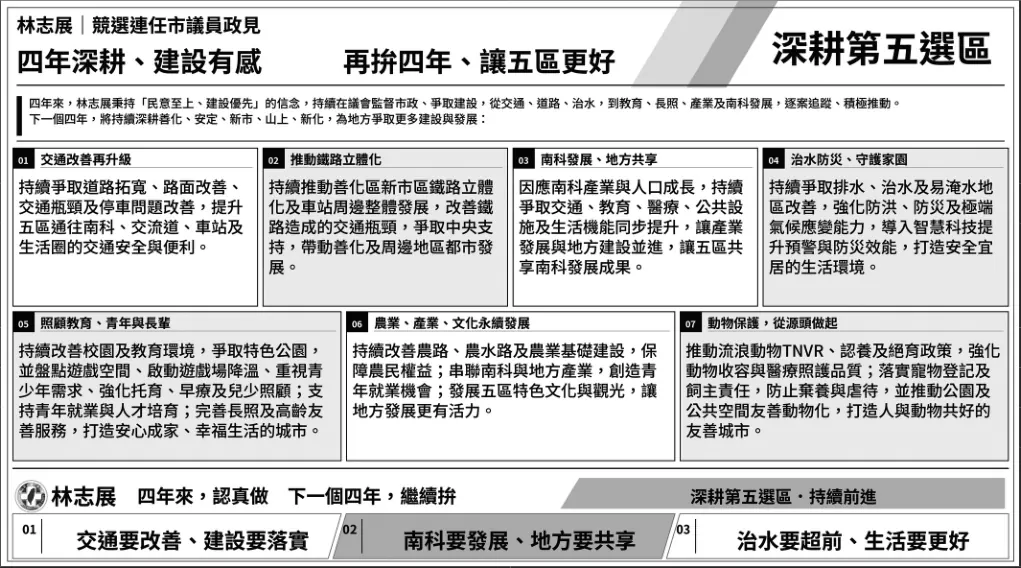 林志展｜競選連任市議員政見
四年深耕、建設有感　再拚四年、讓五區更好
深耕第五選區
四年來，林志展秉持「民意至上、建設優先」的信念，持續在議會監督市政、爭取建設，從交通、道路、治水，到教育、長照、產業及南科發展，逐案追蹤、積極推動。
下一個四年，將持續深耕善化、安定、新市、山上、新化，為地方爭取更多建設與發展：
01 交通改善再升級
持續爭取道路拓寬、路面改善、
交通瓶頸及停車問題改善，提升
五區通往南科、交流道、車站及
生活圈的交通安全與便利。
02 推動鐵路立體化
持續推動善化區新市區鐵路立體
化及車站周邊整體發展，改善鐵
路造成的交通瓶頸，爭取中央支
持，帶動善化及周邊地區都市發
展。
03 南科發展、地方共享
因應南科產業與人口成長，持續
爭取交通、教育、醫療、公共設
施及生活機能同步提升，讓產業
發展與地方建設並進，讓五區共
享南科發展成果。
04 治水防災、守護家園
持續爭取排水、治水及易淹水地
區改善，強化防洪、防災及極端
氣候應變能力，導入智慧科技提
升預警與防災效能，打造安全宜
居的生活環境。
05 照顧教育、青年與長輩
持續改善校園及教育環境，爭取特色公園，
並盤點遊戲空間、啟動遊戲場降溫、重視青
少年需求、強化托育、早療及兒少照顧；支
持青年就業與人才培育；完善長照及高齡友
善服務，打造安心成家、幸福生活的城市。
06 農業、產業、文化永續發展
持續改善農路、農水路及農業基礎建設，保
障農民權益；串聯南科與地方產業，創造青
年就業機會；發展五區特色文化與觀光，讓
地方發展更有活力。
07 動物保護，從源頭做起
推動流浪動物TNVR、認養及絕育政策，強化
動物收容與醫療照護品質；落實寵物登記及
飼主責任，防止棄養與虐待，並推動公園及
公共空間友善動物化，打造人與動物共好的
友善城市。
林志展　四年來，認真做　下一個四年，繼續拚
深耕第五選區・持續前進
01 交通要改善、建設要落實
02 南科要發展、地方要共享
03 治水要超前、生活要更好